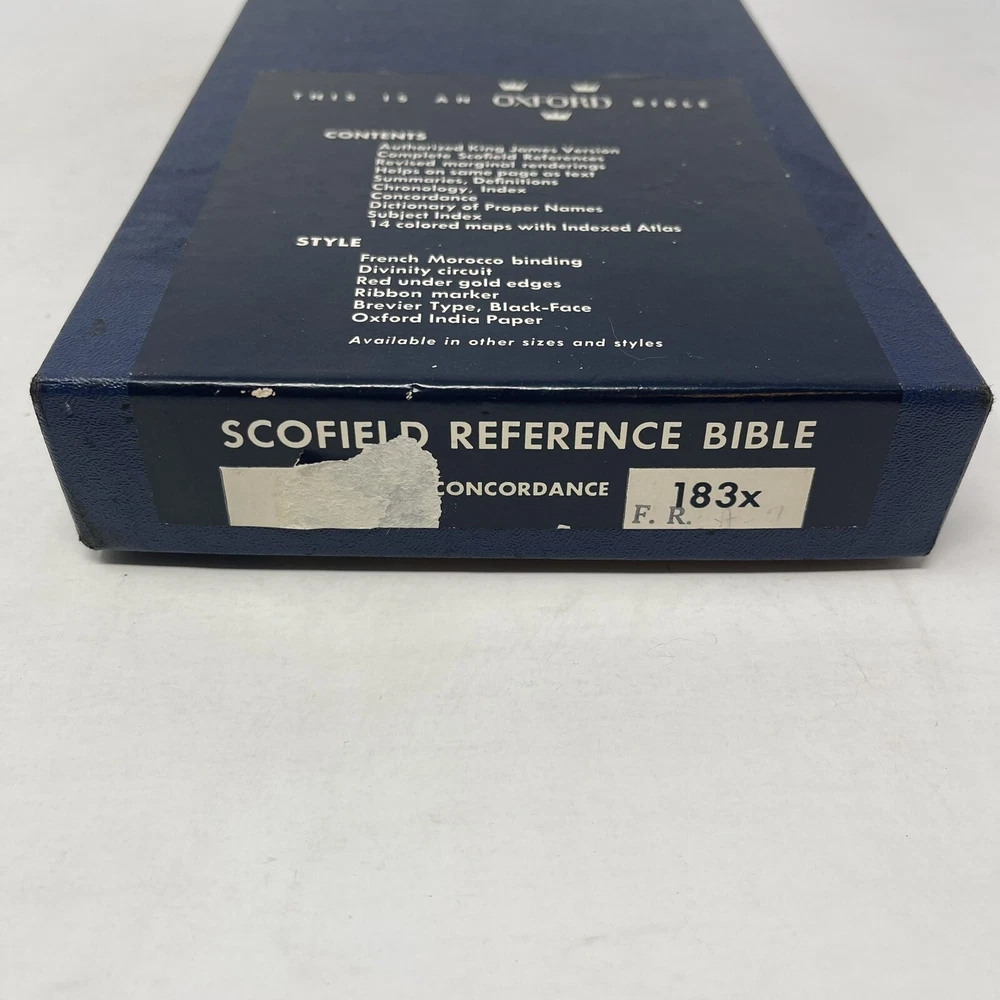 THIS IS AN OXFORD BIBLE
CONTENTS
Authorized King James Version
Complete Scofield References
Revised marginal renderings
Helps on same page as text
Summaries, Definitions
Chronology, Index
Concordance
Dictionary of Proper Names
Subject Index
14 colored maps with Indexed Atlas
STYLE
French Morocco binding
Divinity circuit
Red under gold edges
Ribbon marker
Brevier Type, Black-Face
Oxford India Paper
Available in other sizes and styles
SCOFIELD REFERENCE BIBLE
CONCORDANCE
183x
F. R.